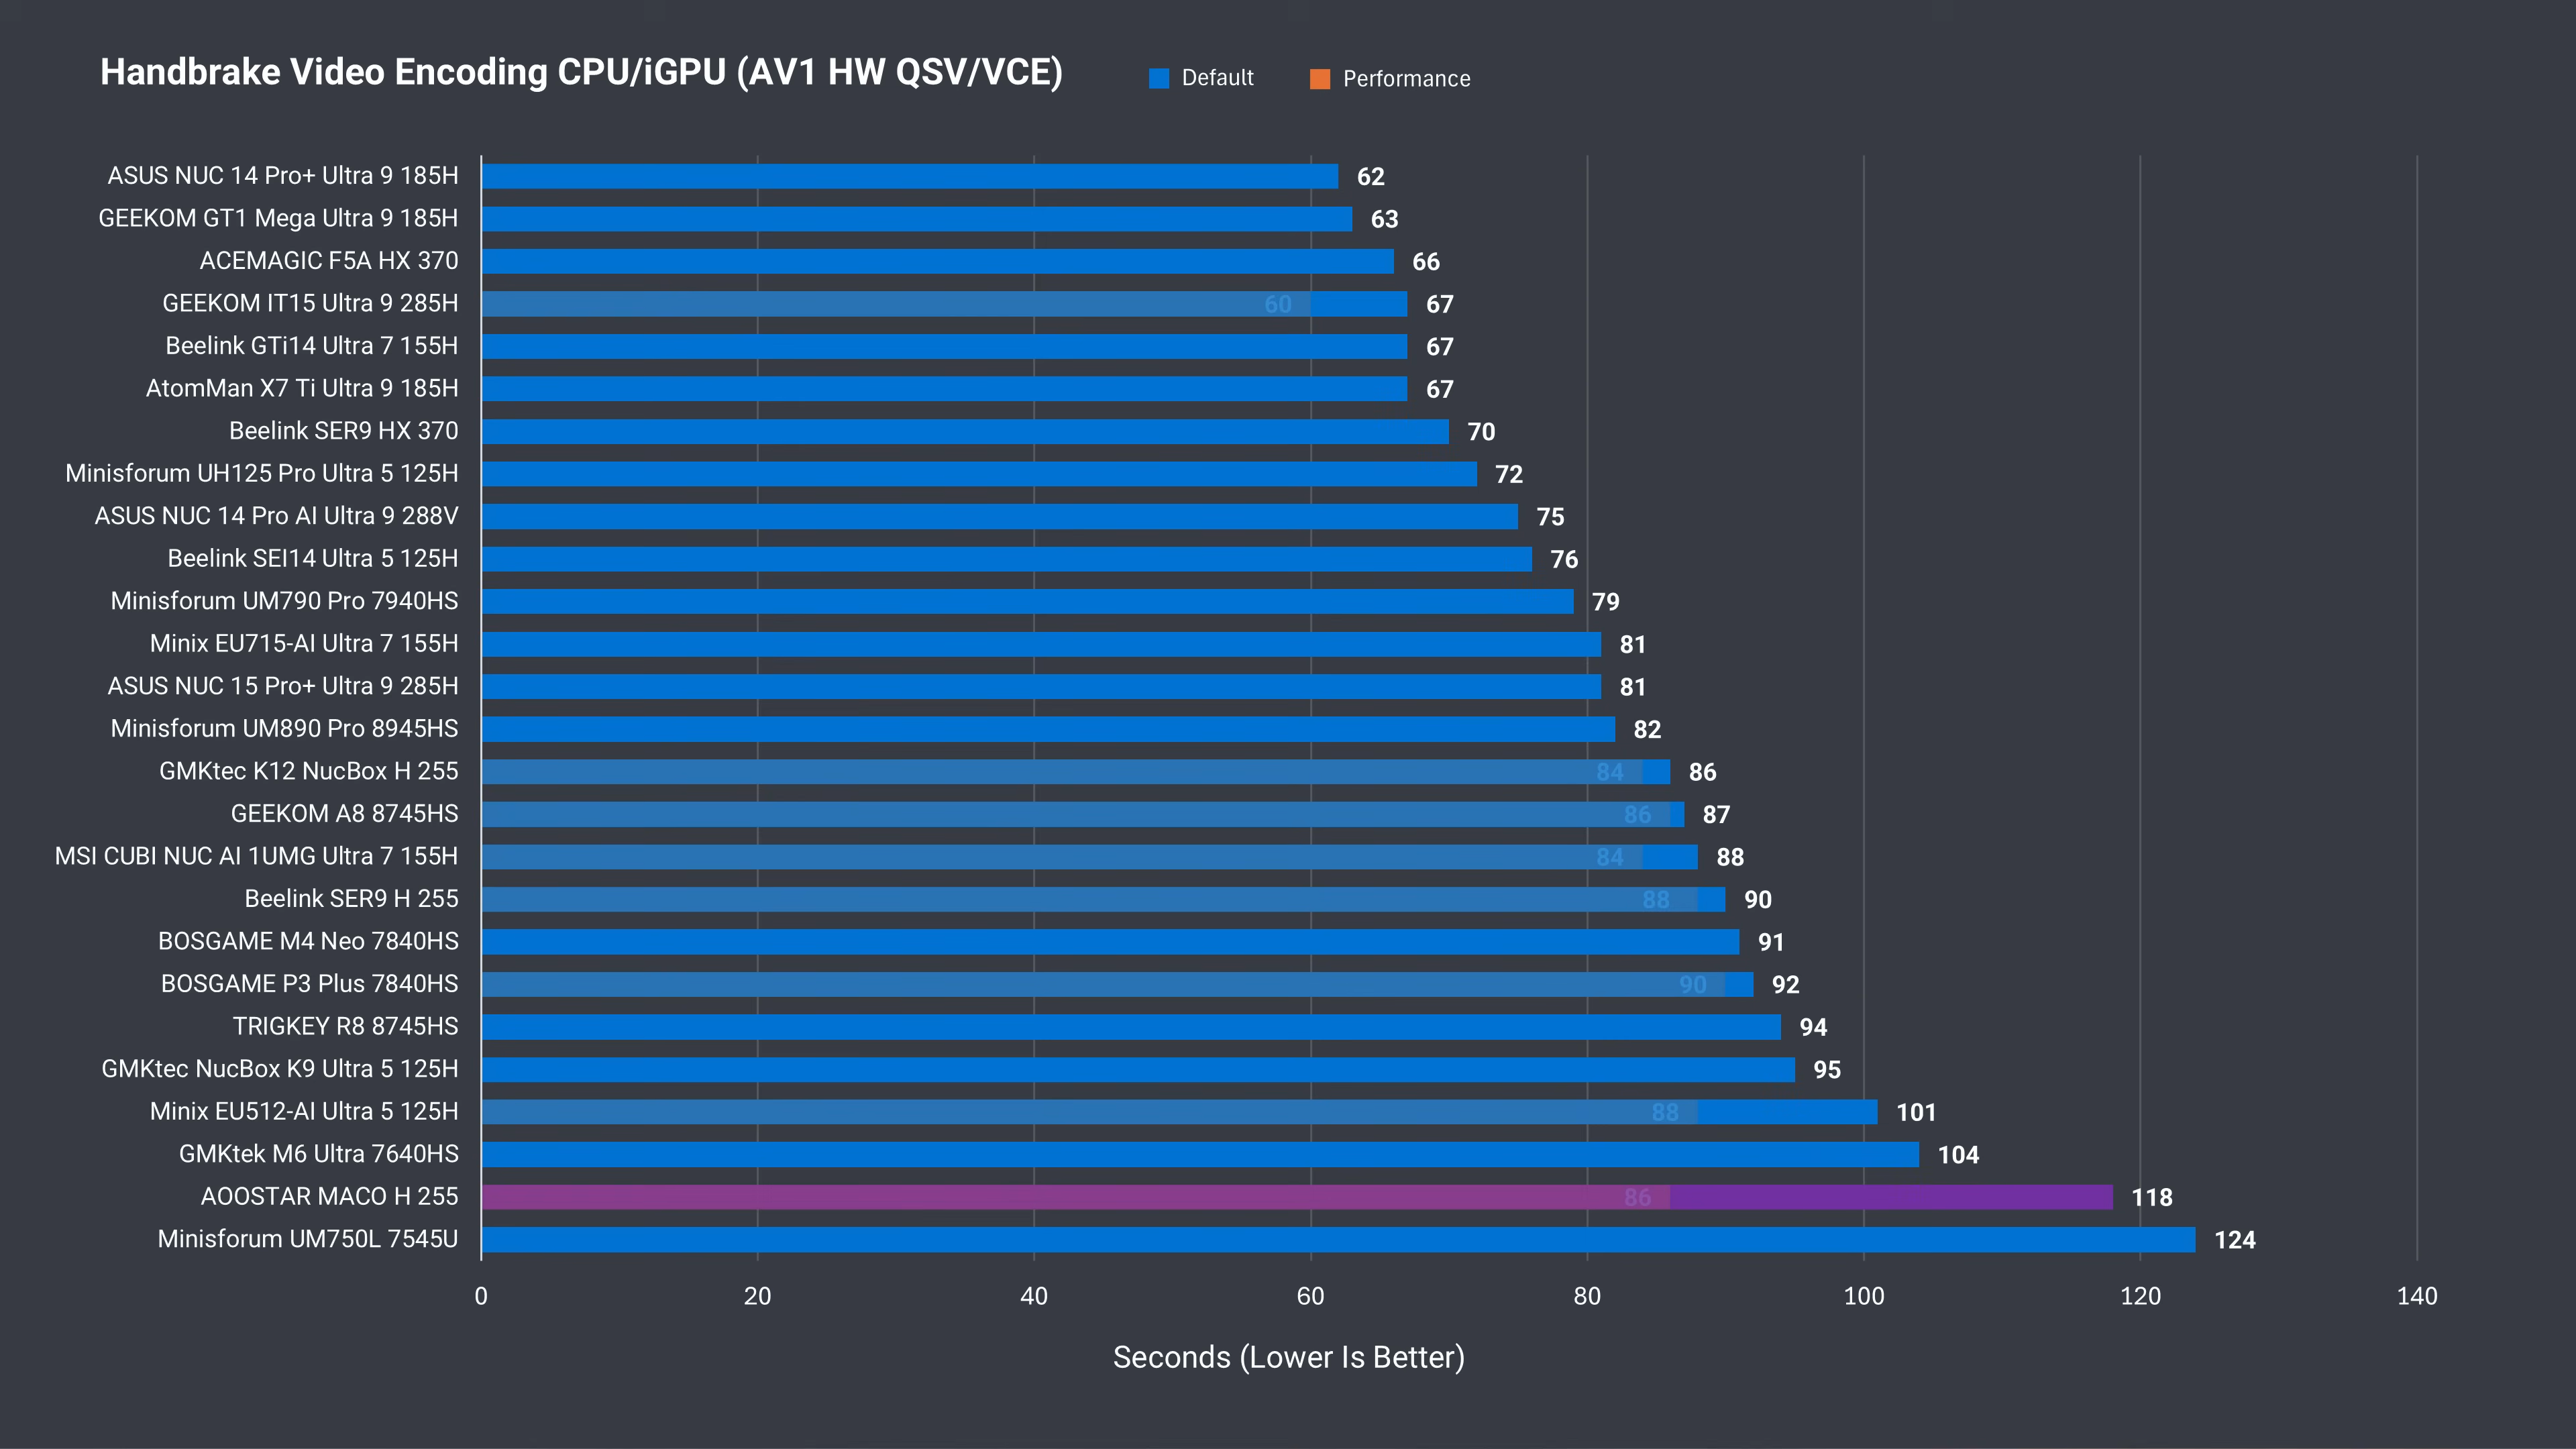 Handbrake Video Encoding CPU/iGPU (AV1 HW QSV/VCE)
Default
Performance
ASUS NUC 14 Pro+ Ultra 9 185H 62
GEEKOM GT1 Mega Ultra 9 185H 63
ACEMAGIC F5A HX 370 66
GEEKOM IT15 Ultra 9 285H 60 67
Beelink GTi14 Ultra 7 155H 67
AtomMan X7 Ti Ultra 9 185H 67
Beelink SER9 HX 370 70
Minisforum UH125 Pro Ultra 5 125H 72
ASUS NUC 14 Pro AI Ultra 9 288V 75
Beelink SEI14 Ultra 5 125H 76
Minisforum UM790 Pro 7940HS 79
Minix EU715-AI Ultra 7 155H 81
ASUS NUC 15 Pro+ Ultra 9 285H 81
Minisforum UM890 Pro 8945HS 82
GMKtec K12 NucBox H 255 84 86
GEEKOM A8 8745HS 86 87
MSI CUBI NUC AI 1UMG Ultra 7 155H 84 88
Beelink SER9 H 255 88 90
BOSGAME M4 Neo 7840HS 91
BOSGAME P3 Plus 7840HS 90 92
TRIGKEY R8 8745HS 94
GMKtec NucBox K9 Ultra 5 125H 95
Minix EU512-AI Ultra 5 125H 88 101
GMKtek M6 Ultra 7640HS 104
AOOSTAR MACO H 255 86 118
Minisforum UM750L 7545U 124
0 20 40 60 80 100 120 140
Seconds (Lower Is Better)